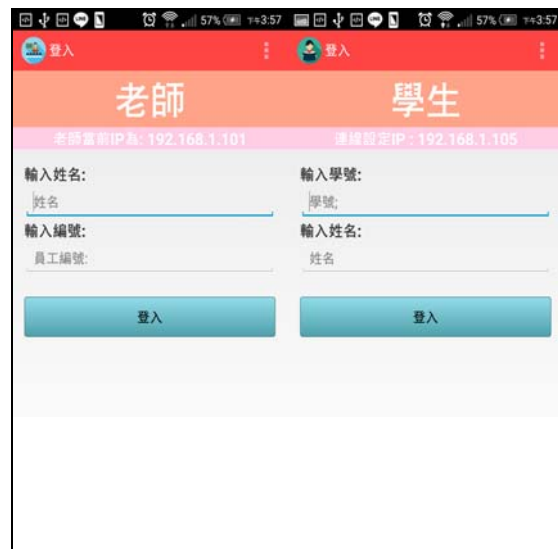 57% 下午3:57
登入
老師
老師當前IP為: 192.168.1.101
輸入姓名:
姓名
輸入編號:
員工編號:
登入
57% 下午3:57
登入
學生
連線設定IP : 192.168.1.105
輸入學號:
學號;
輸入姓名:
姓名
登入